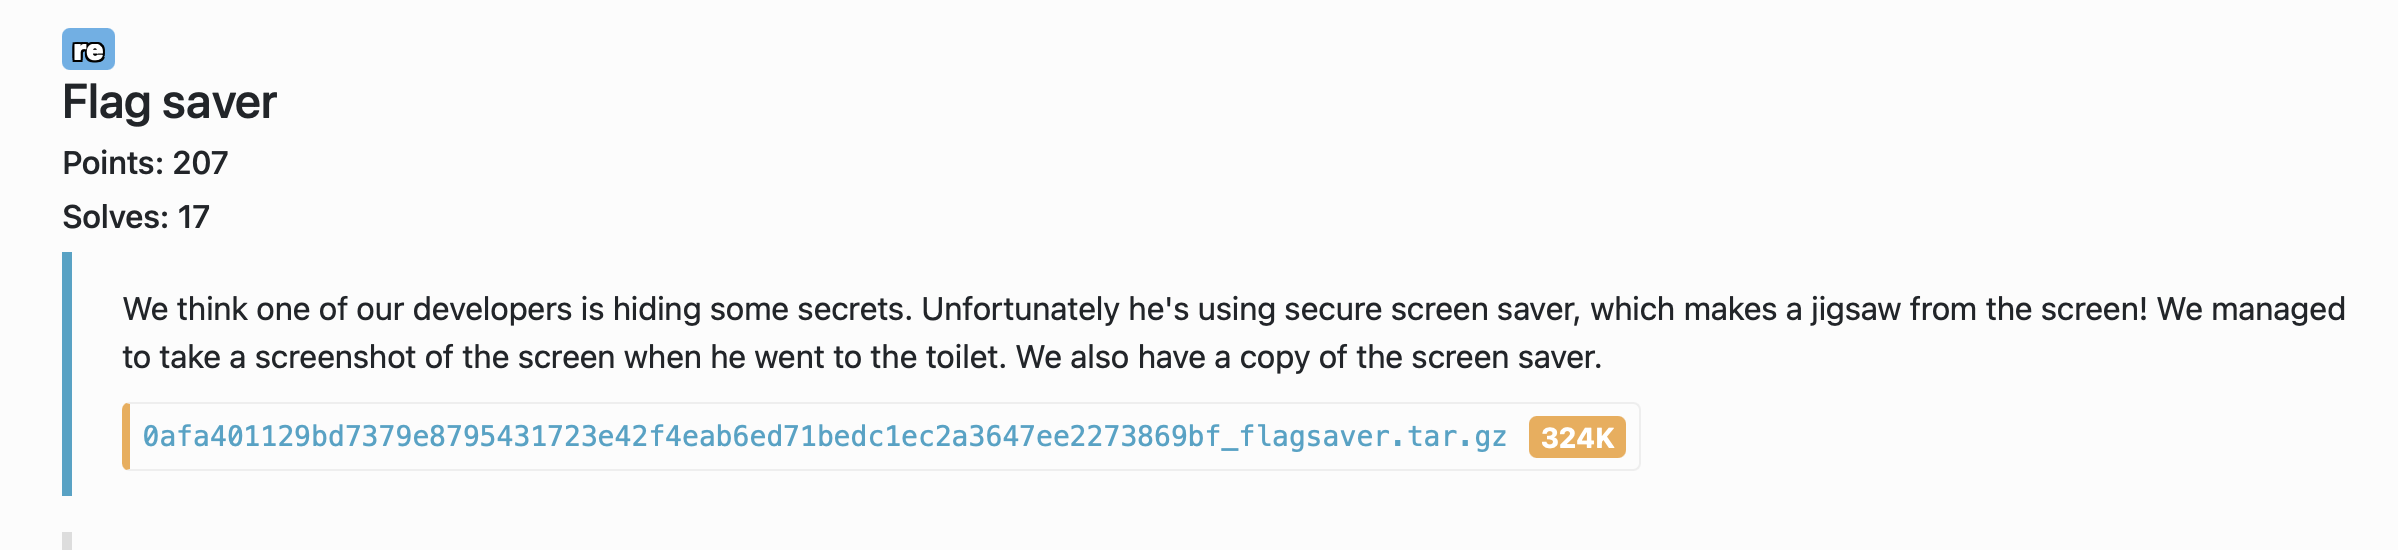 re
Flag saver
Points: 207
Solves: 17
We think one of our developers is hiding some secrets. Unfortunately he's using secure screen saver, which makes a jigsaw from the screen! We managed
to take a screenshot of the screen when he went to the toilet. We also have a copy of the screen saver.
0afa401129bd7379e8795431723e42f4eab6ed71bedc1ec2a3647ee2273869bf_flagsaver.tar.gz 324K